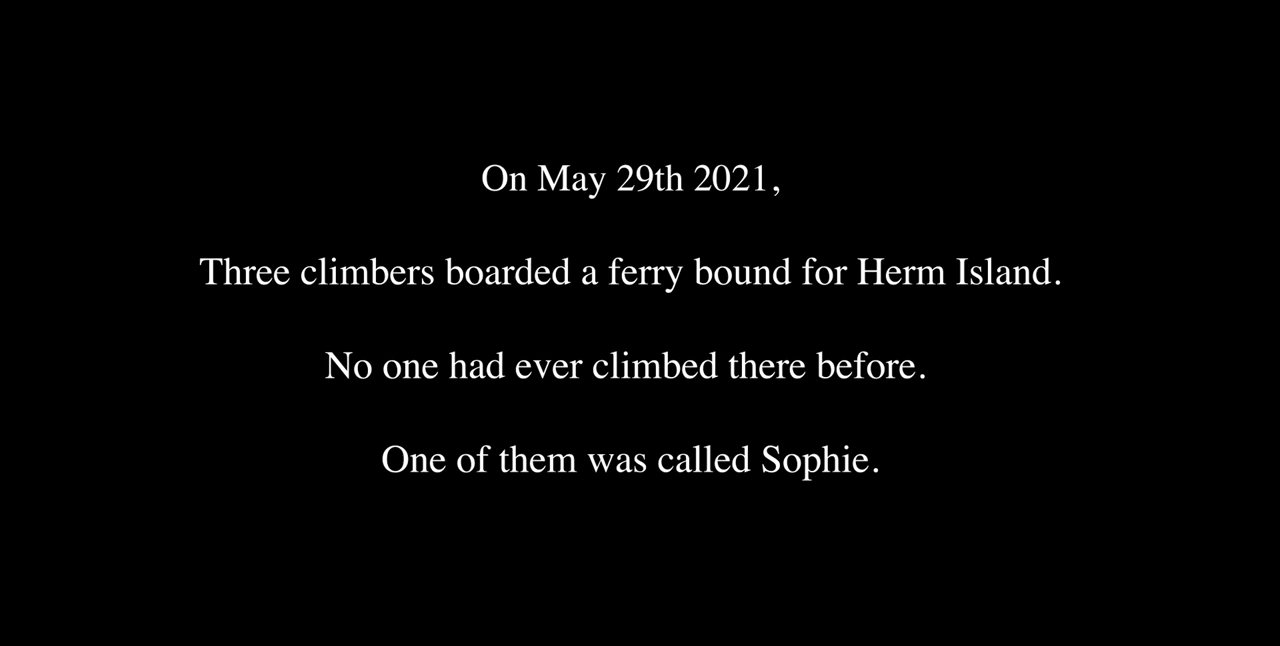 On May 29th 2021,
Three climbers boarded a ferry bound for Herm Island.
No one had ever climbed there before.
One of them was called Sophie.